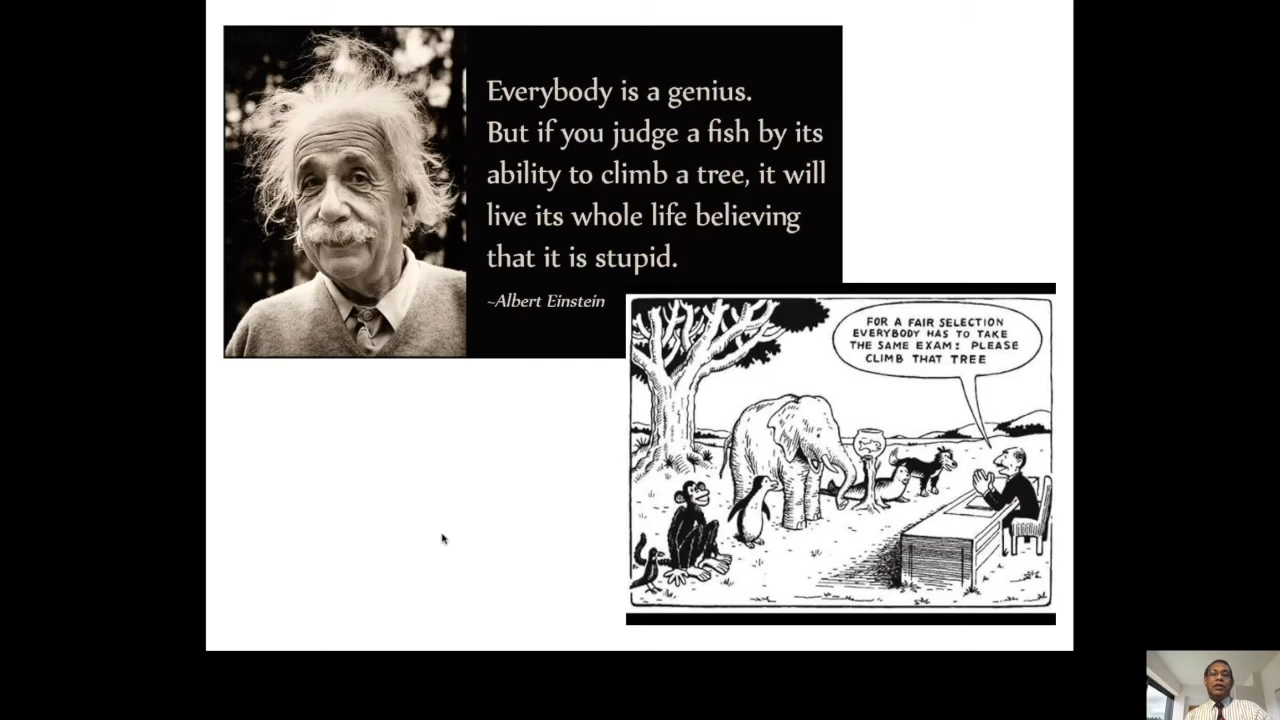 Everybody is a genius.
But if you judge a fish by its
ability to climb a tree, it will
live its whole life believing
that it is stupid.
~Albert Einstein
FOR A FAIR SELECTION
EVERYBODY HAS TO TAKE
THE SAME EXAM: PLEASE
CLIMB THAT TREE